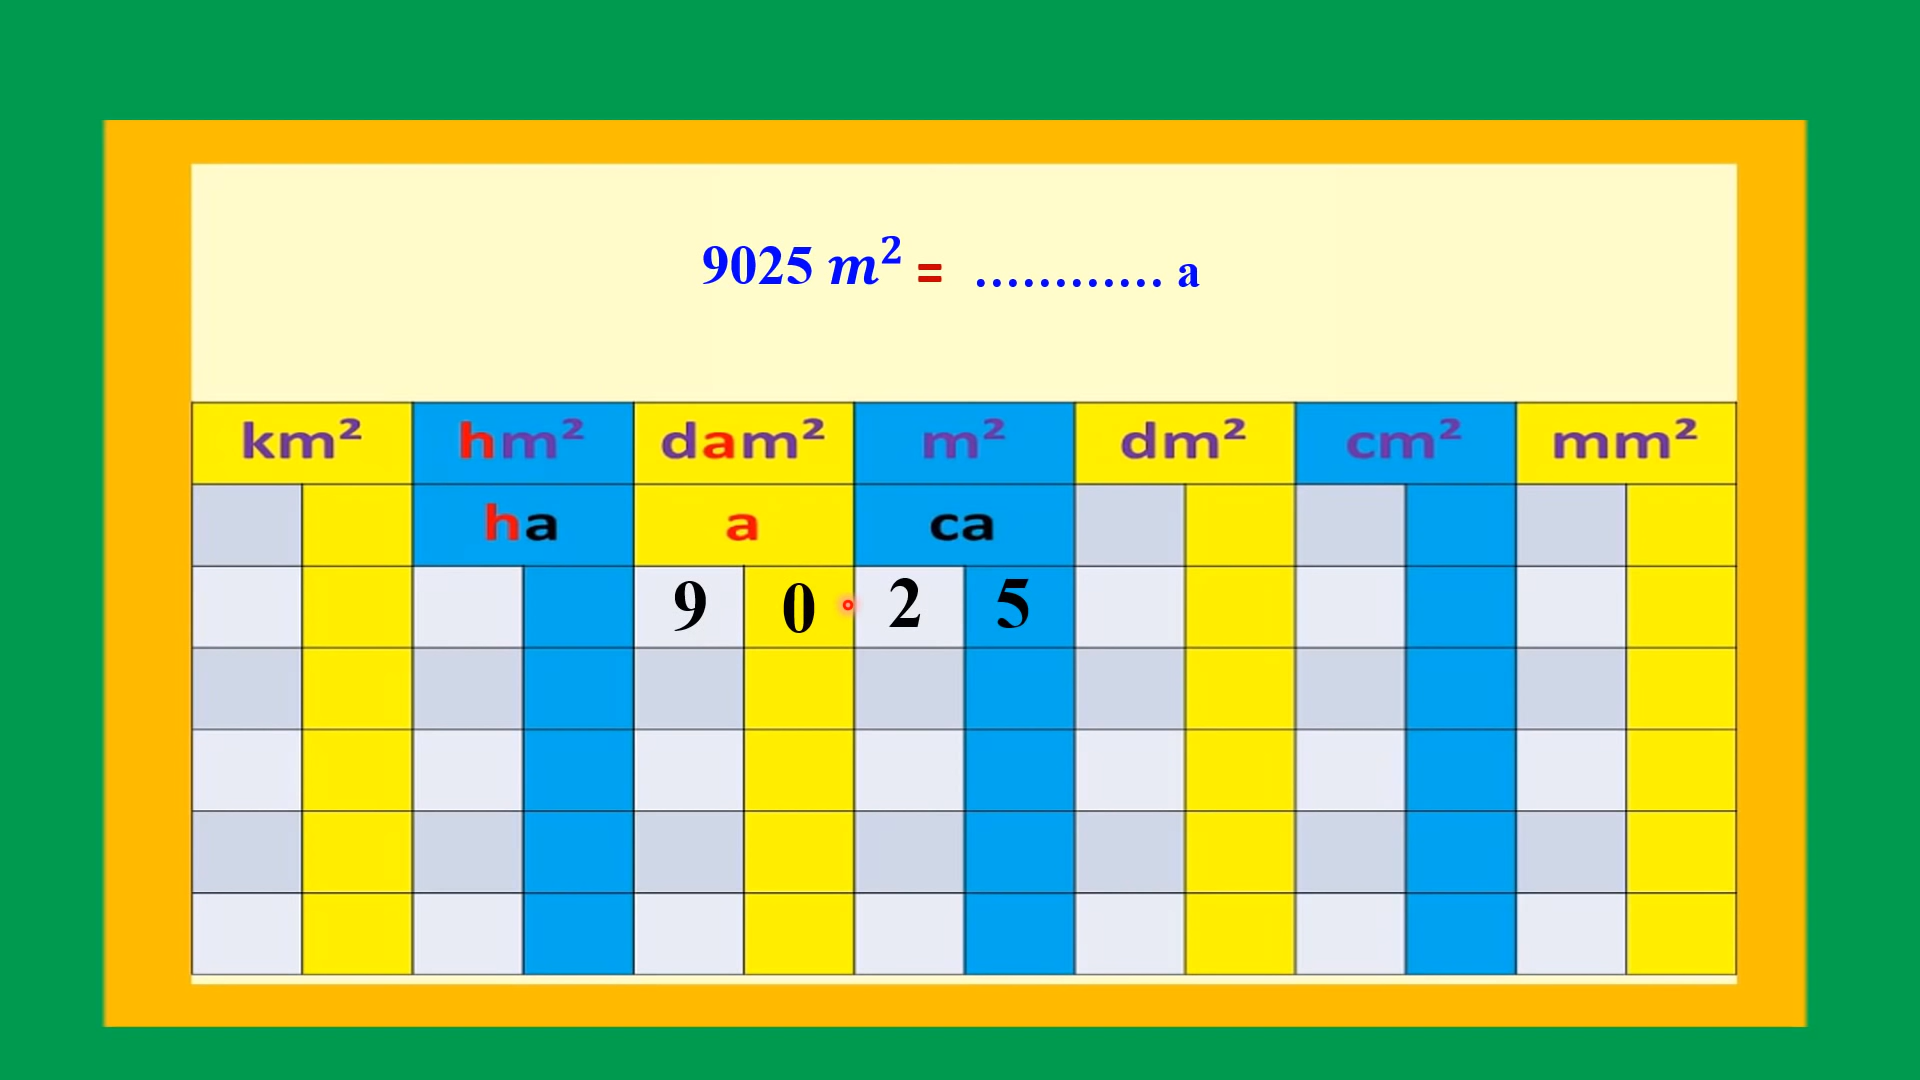 9025 m² = ………… a
km² hm² dam² m² dm² cm² mm²
ha a ca
9 0 2 5